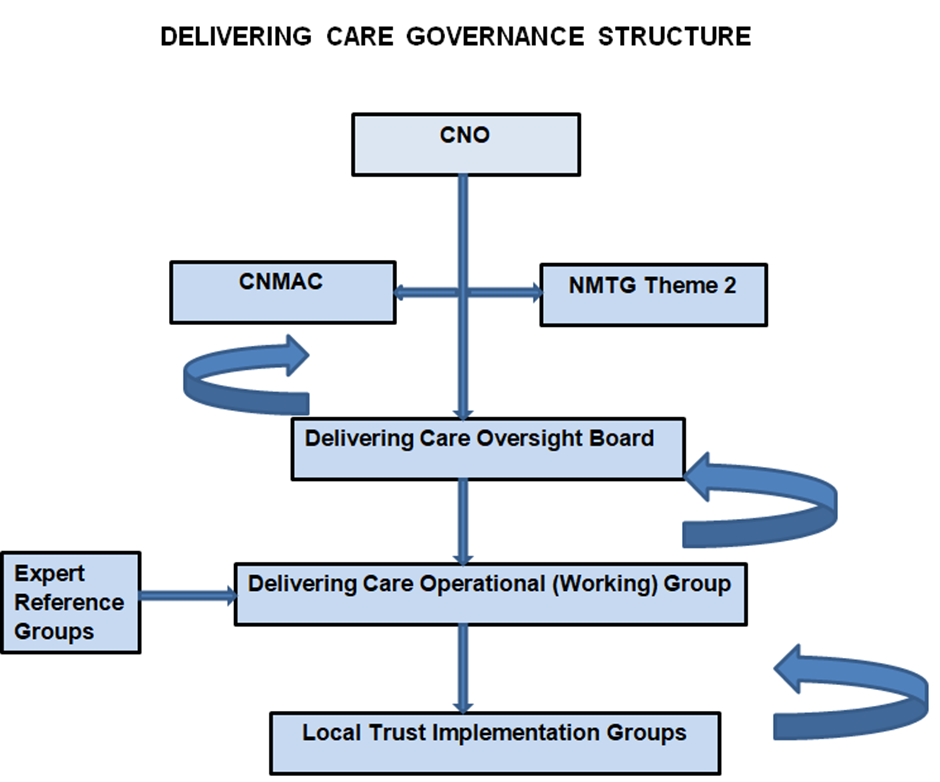 DELIVERING CARE GOVERNANCE STRUCTURE
CNO
CNMAC
NMTG Theme 2
Delivering Care Oversight Board
Expert
Reference
Groups
Delivering Care Operational (Working) Group
Local Trust Implementation Groups